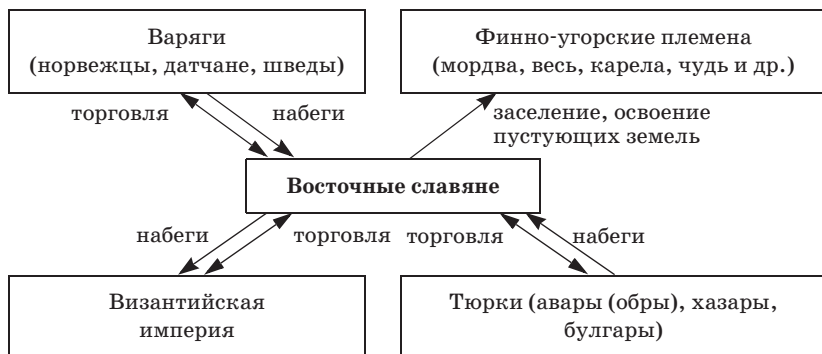 Варяги
(норвежцы, датчане, шведы)
Финно-угорские племена
(мордва, весь, карела, чудь и др.)
торговля
набеги
заселение, освоение
пустующих земель
Восточные славяне
набеги
торговля
торговля
набеги
Византийская
империя
Тюрки (авары (обры), хазары,
булгары)